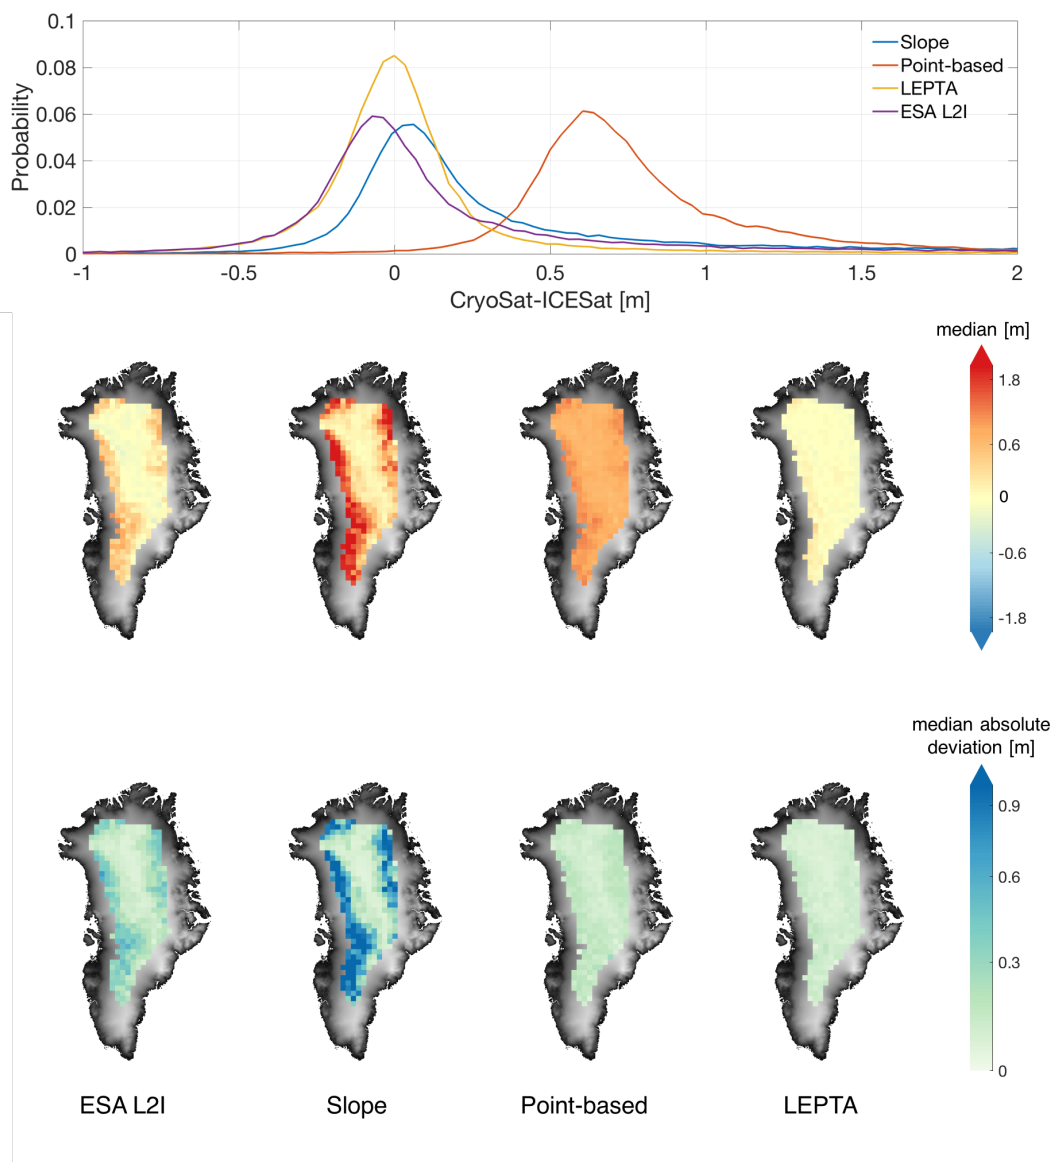 0.1
0.08
0.06
0.04
0.02
0
Probability
Slope
Point-based
LEPTA
ESA L2I
-1 -0.5 0 0.5 1 1.5 2
CryoSat-ICESat [m]
median [m]
1.8
0.6
0
-0.6
-1.8
median absolute
deviation [m]
0.9
0.6
0.3
0
ESA L2I Slope Point-based LEPTA